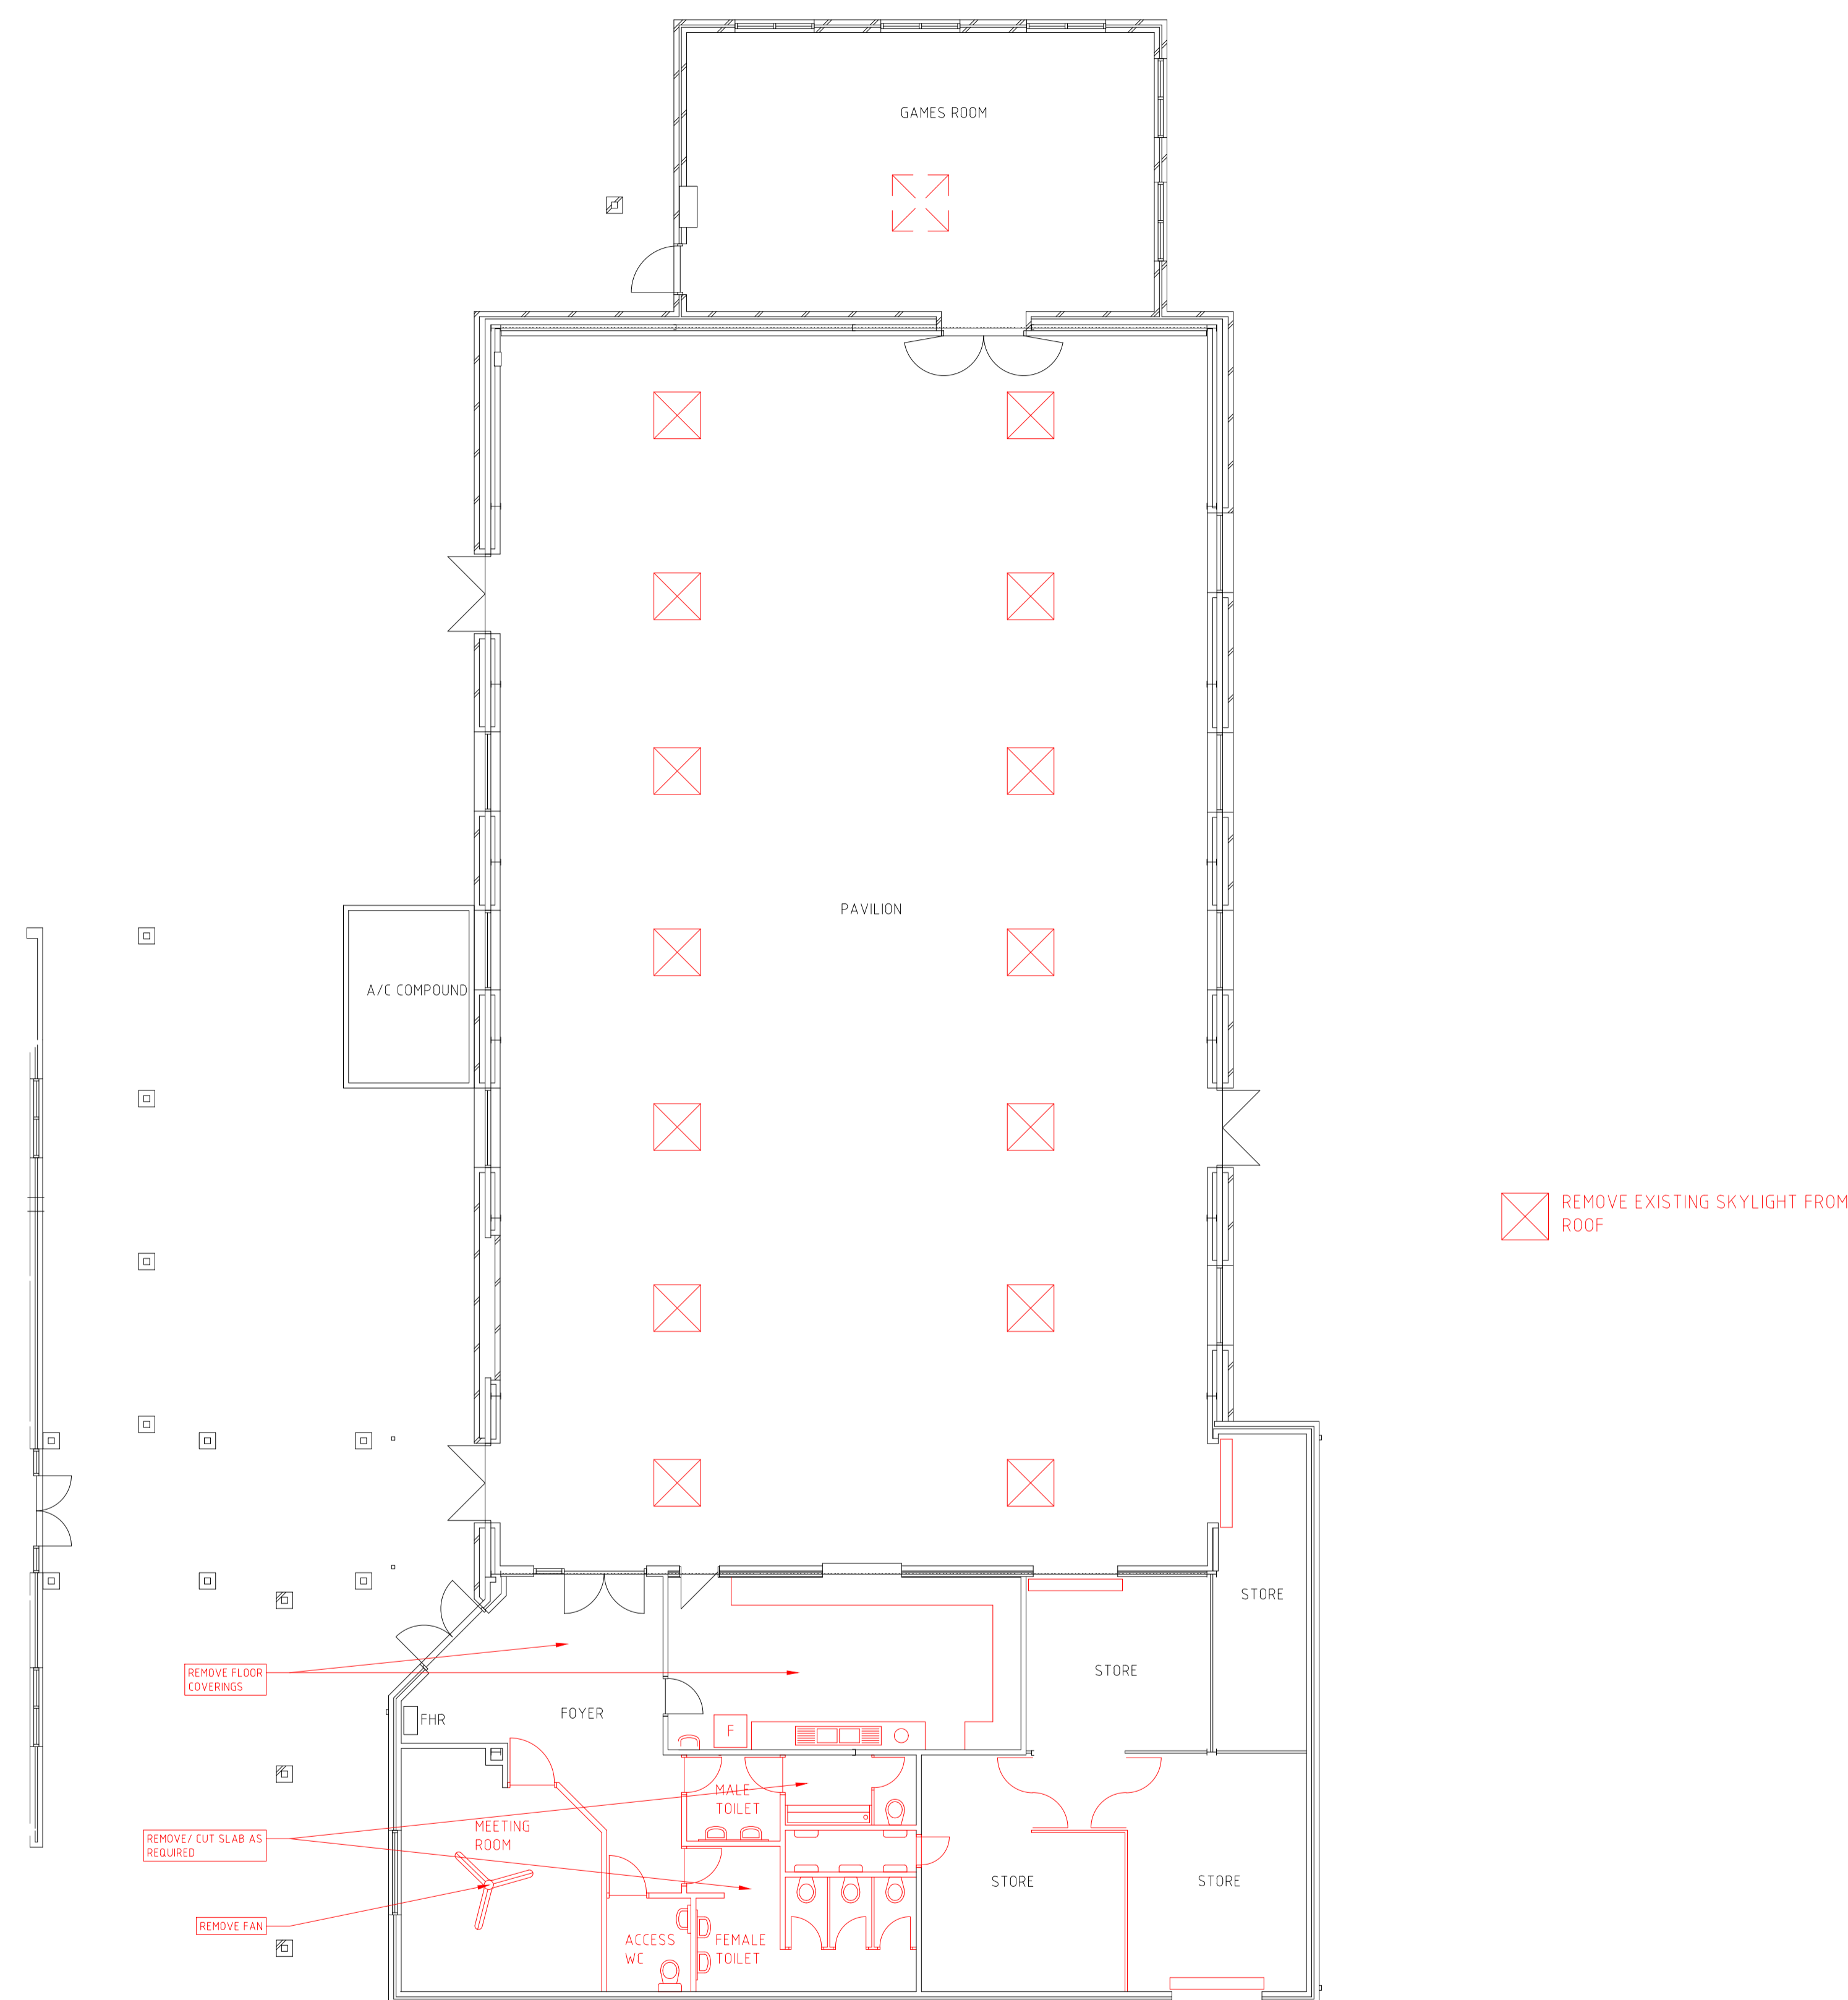 GAMES ROOM
PAVILION
A/C COMPOUND
REMOVE EXISTING SKYLIGHT FROM
ROOF
STORE
STORE
REMOVE FLOOR
COVERINGS
FHR
FOYER
F
MALE
TOILET
MEETING
ROOM
REMOVE/ CUT SLAB AS
REQUIRED
STORE
STORE
REMOVE FAN
ACCESS
WC
FEMALE
TOILET